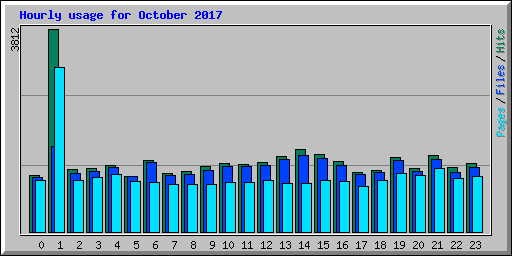 Hourly usage for October 2017
3812
Pages / Files / Hits
0 1 2 3 4 5 6 7 8 9 10 11 12 13 14 15 16 17 18 19 20 21 22 23